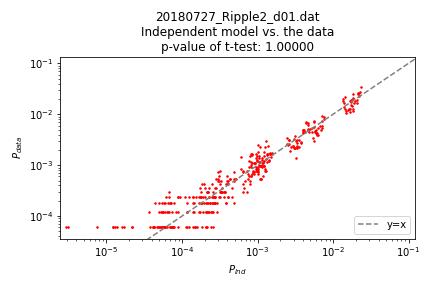 20180727_Ripple2_d01.dat
Independent model vs. the data
p-value of t-test: 1.00000
10⁻¹
10⁻²
10⁻³
10⁻⁴
P_data
y=x
10⁻⁵ 10⁻⁴ 10⁻³ 10⁻² 10⁻¹
P_ind